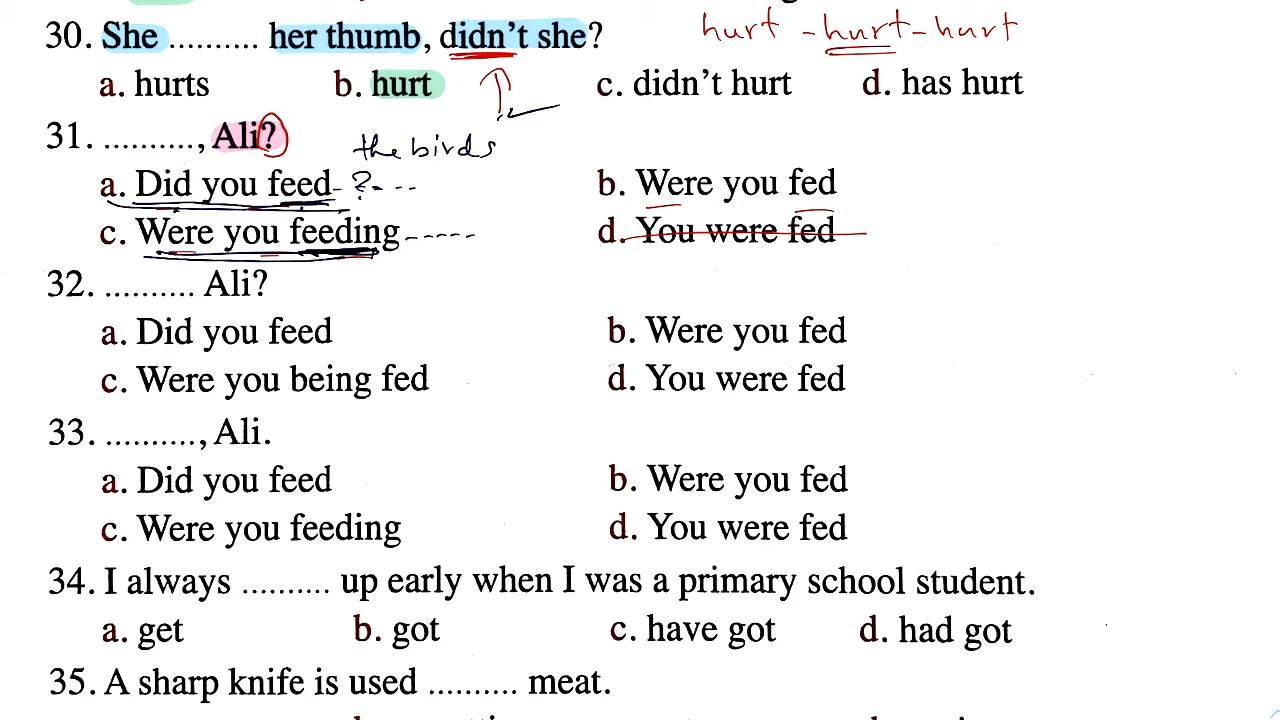 30. She .......... her thumb, didn't she?
hurt - hurt - hurt
a. hurts b. hurt c. didn't hurt d. has hurt
31. .........., Ali?
the birds
a. Did you feed - ?- -- b. Were you fed
c. Were you feeding ----- d. You were fed
32. .......... Ali?
a. Did you feed b. Were you fed
c. Were you being fed d. You were fed
33. .........., Ali.
a. Did you feed b. Were you fed
c. Were you feeding d. You were fed
34. I always .......... up early when I was a primary school student.
a. get b. got c. have got d. had got
35. A sharp knife is used .......... meat.